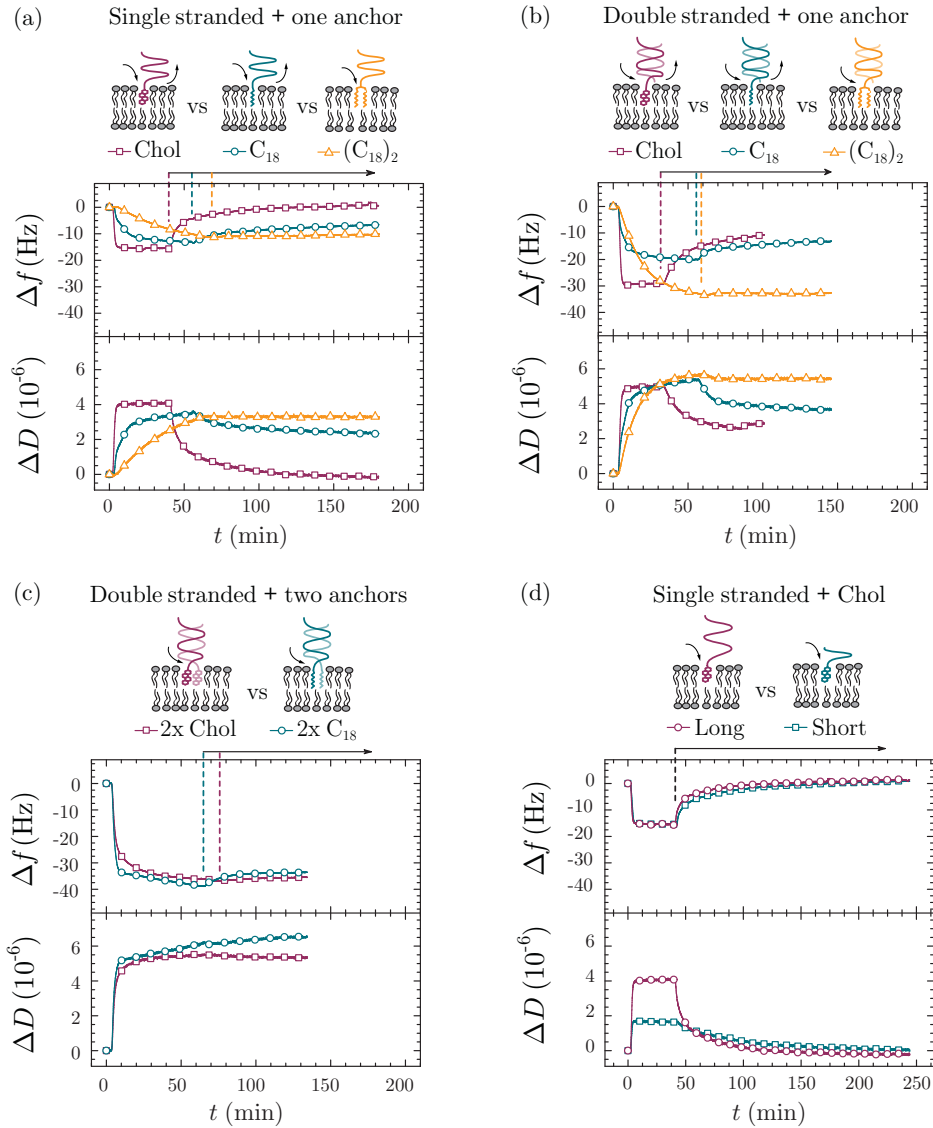 (a) Single stranded + one anchor
vs vs
Chol C₁₈ (C₁₈)₂
0
-10
-20
-30
-40
Δf (Hz)
6
4
2
0
ΔD (10⁻⁶)
0 50 100 150 200
t (min)
(b) Double stranded + one anchor
vs vs
Chol C₁₈ (C₁₈)₂
0
-10
-20
-30
-40
Δf (Hz)
6
4
2
0
ΔD (10⁻⁶)
0 50 100 150 200
t (min)
(c) Double stranded + two anchors
vs
2x Chol 2x C₁₈
0
-10
-20
-30
-40
Δf (Hz)
6
4
2
0
ΔD (10⁻⁶)
0 50 100 150 200
t (min)
(d) Single stranded + Chol
vs
Long Short
0
-10
-20
-30
-40
Δf (Hz)
6
4
2
0
ΔD (10⁻⁶)
0 50 100 150 200 250
t (min)